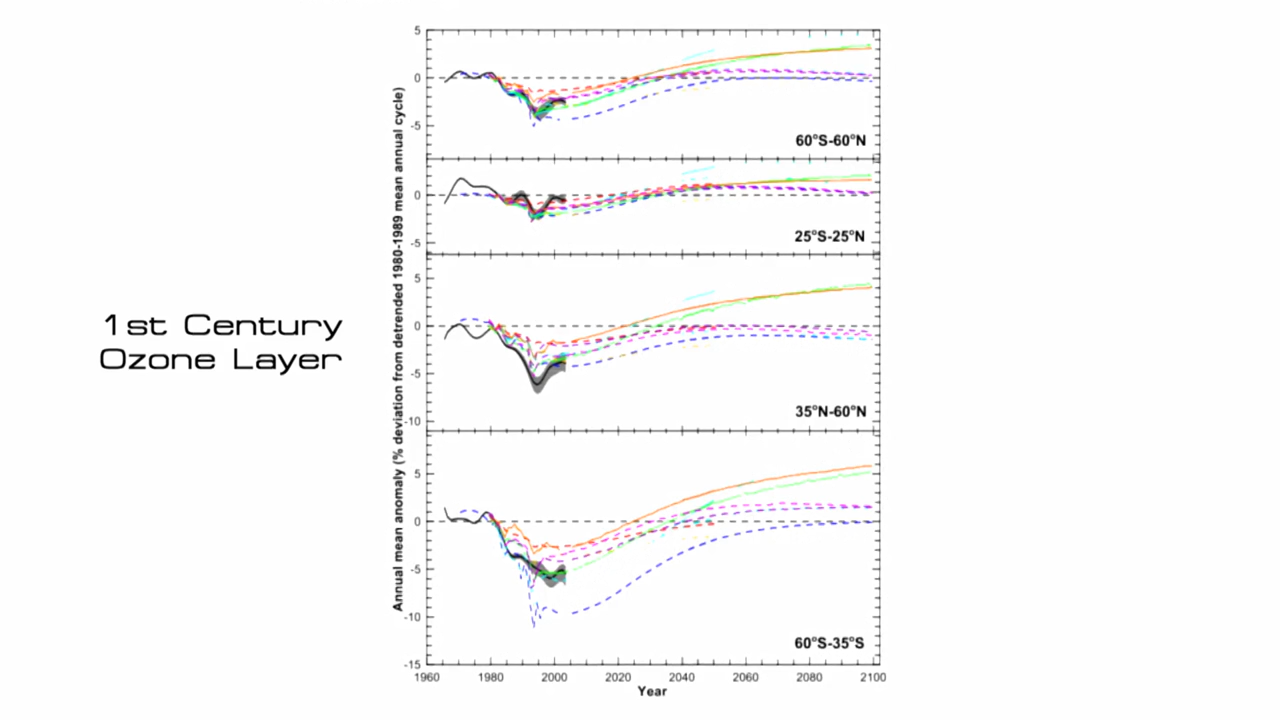 1st Century
Ozone Layer
Annual mean anomaly (% deviation from detrended 1980-1989 mean annual cycle)
5
0
-5
60°S-60°N
0
-5
25°S-25°N
5
0
-5
-10
35°N-60°N
5
0
-5
-10
-15
60°S-35°S
1960 1980 2000 2020 2040 2060 2080 2100
Year